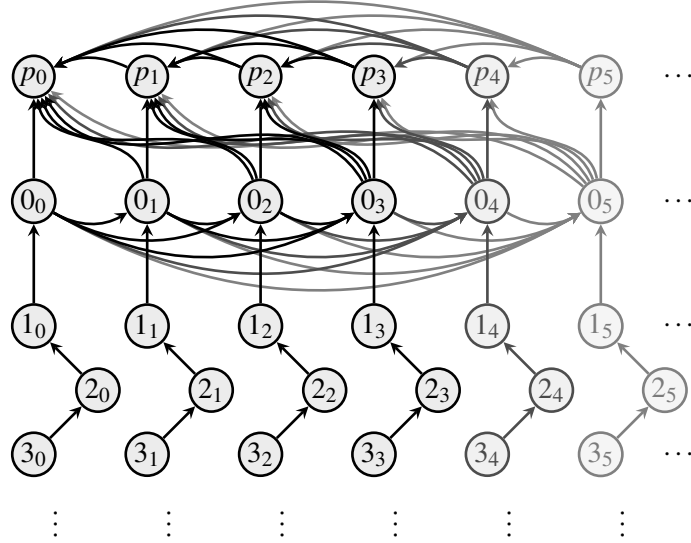 p₀ p₁ p₂ p₃ p₄ p₅ ⋯
0₀ 0₁ 0₂ 0₃ 0₄ 0₅ ⋯
1₀ 1₁ 1₂ 1₃ 1₄ 1₅ ⋯
2₀ 2₁ 2₂ 2₃ 2₄ 2₅
3₀ 3₁ 3₂ 3₃ 3₄ 3₅ ⋯
⋮ ⋮ ⋮ ⋮ ⋮ ⋮